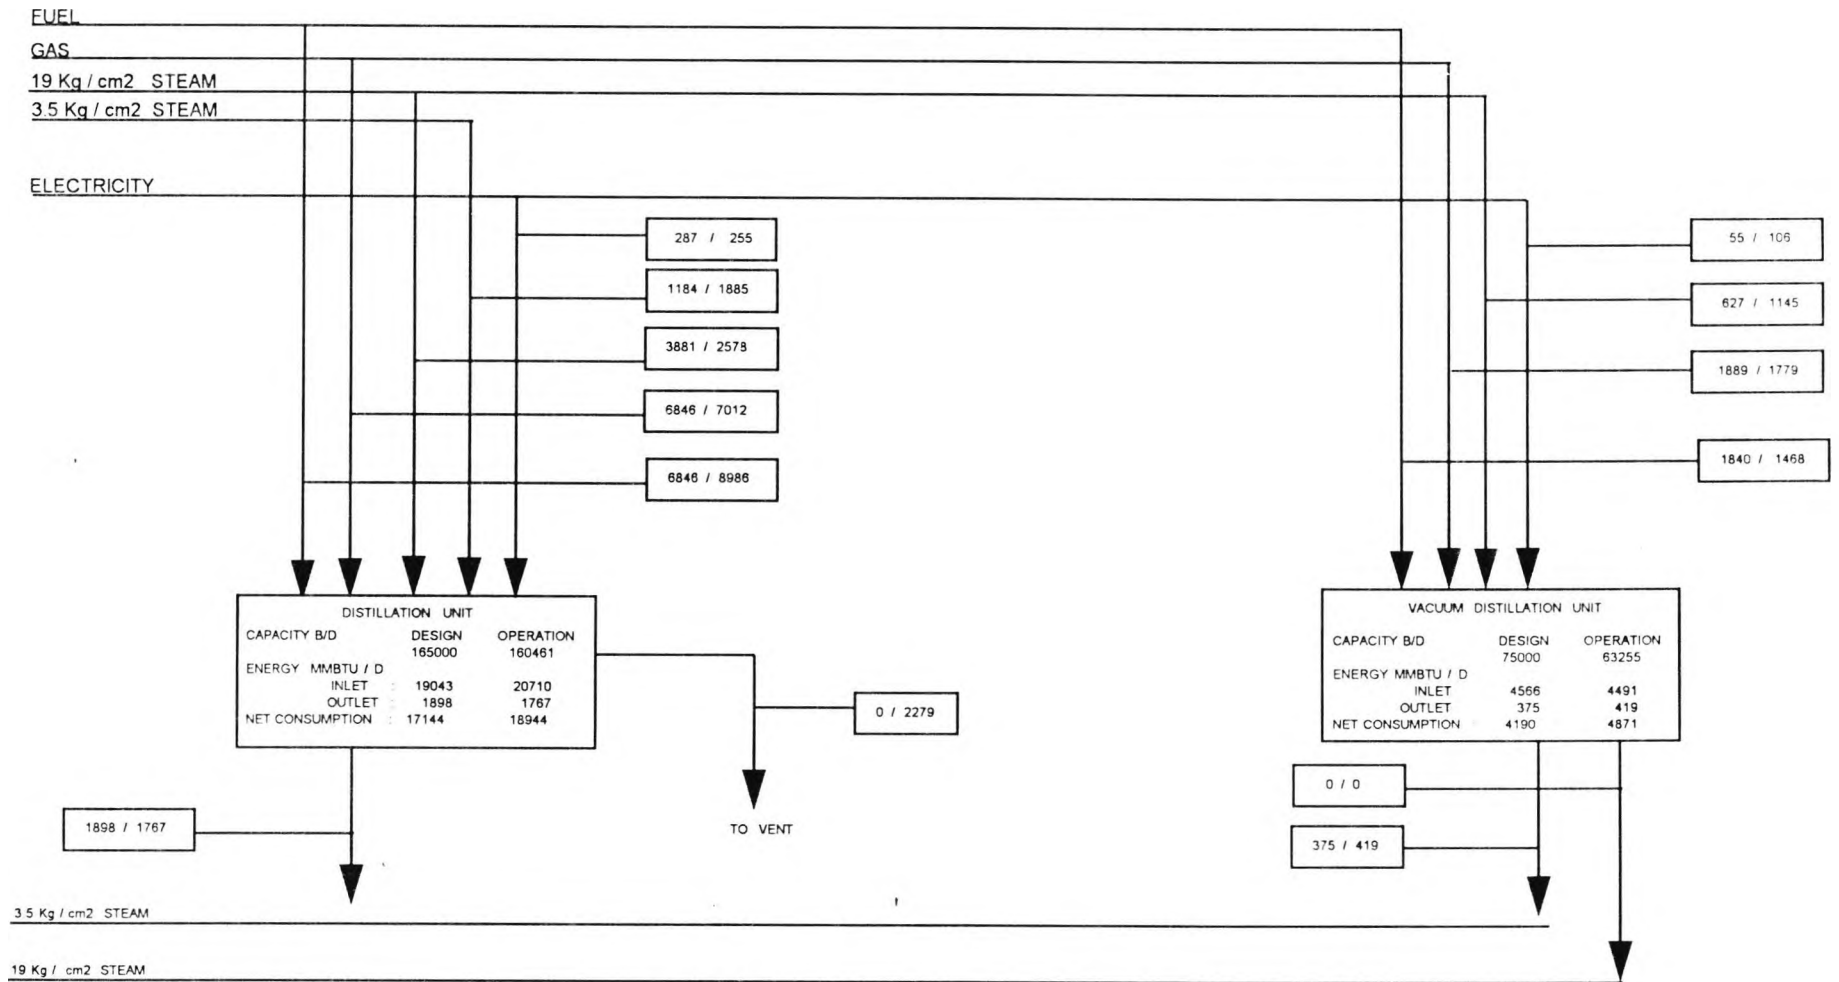 FUEL
GAS
19 Kg / cm2 STEAM
3.5 Kg / cm2 STEAM
ELECTRICITY
287 / 255
1184 / 1885
3881 / 2578
6846 / 7012
6846 / 8986
55 / 106
627 / 1145
1889 / 1779
1840 / 1468
DISTILLATION UNIT
CAPACITY B/D DESIGN OPERATION
165000 160461
ENERGY MMBTU / D
INLET : 19043 20710
OUTLET : 1898 1767
NET CONSUMPTION : 17144 18944
0 / 2279
TO VENT
1898 / 1767
VACUUM DISTILLATION UNIT
CAPACITY B/D DESIGN OPERATION
75000 63255
ENERGY MMBTU / D
INLET 4566 4491
OUTLET 375 419
NET CONSUMPTION 4190 4871
0 / 0
375 / 419
3.5 Kg / cm2 STEAM
19 Kg / cm2 STEAM